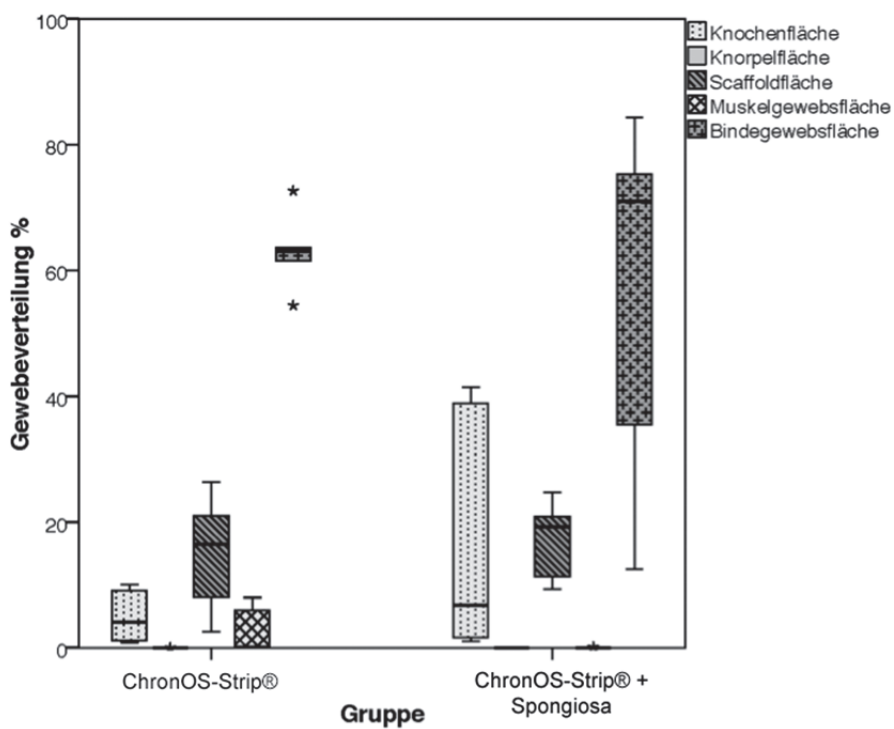 100
80
60
40
20
0
Gewebeverteilung %
Knochenfläche
Knorpelfläche
Scaffoldfläche
Muskelgewebsfläche
Bindegewebsfläche
ChronOS-Strip®
ChronOS-Strip® +
Spongiosa
Gruppe